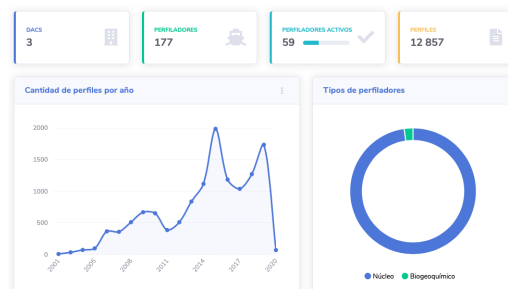 DACS
3
PERFILADORES
177
PERFILADORES ACTIVOS
59
PERFILES
12 857
Cantidad de perfiles por año
Tipos de perfiladores
2000
1500
1000
500
0
2001
2005
2008
2011
2014
2017
2020
Núcleo
Biogeoquímico